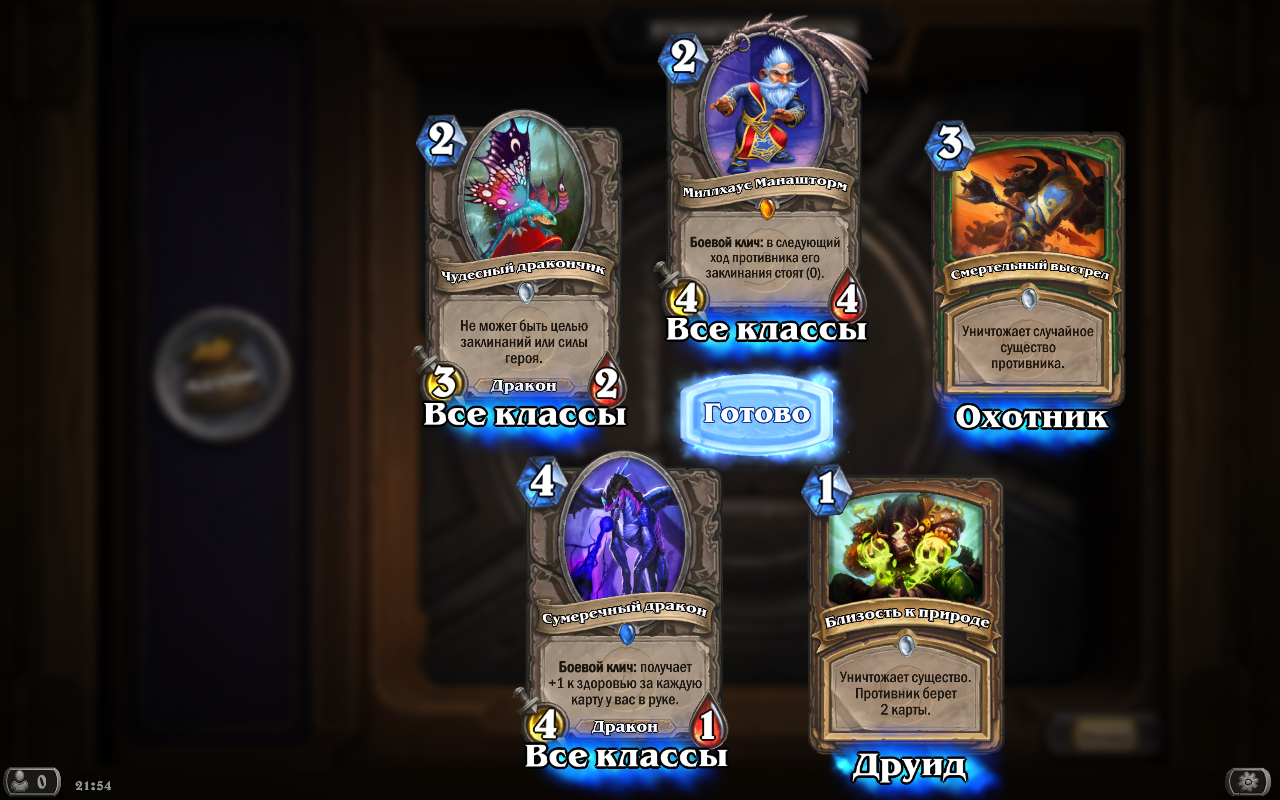 2
Миллхаус Манашторм
Боевой клич: в следующий
ход противника его
заклинания стоят (0).
4
4
Все классы
2
Чудесный дракончик
Не может быть целью
заклинаний или силы
героя.
3
Дракон
2
Все классы
3
Смертельный выстрел
Уничтожает случайное
существо
противника.
Охотник
Готово
4
Сумеречный дракон
Боевой клич: получает
+1 к здоровью за каждую
карту у вас в руке.
4
Дракон
1
Все классы
1
Близость к природе
Уничтожает существо.
Противник берет
2 карты.
Друид
0
21:54